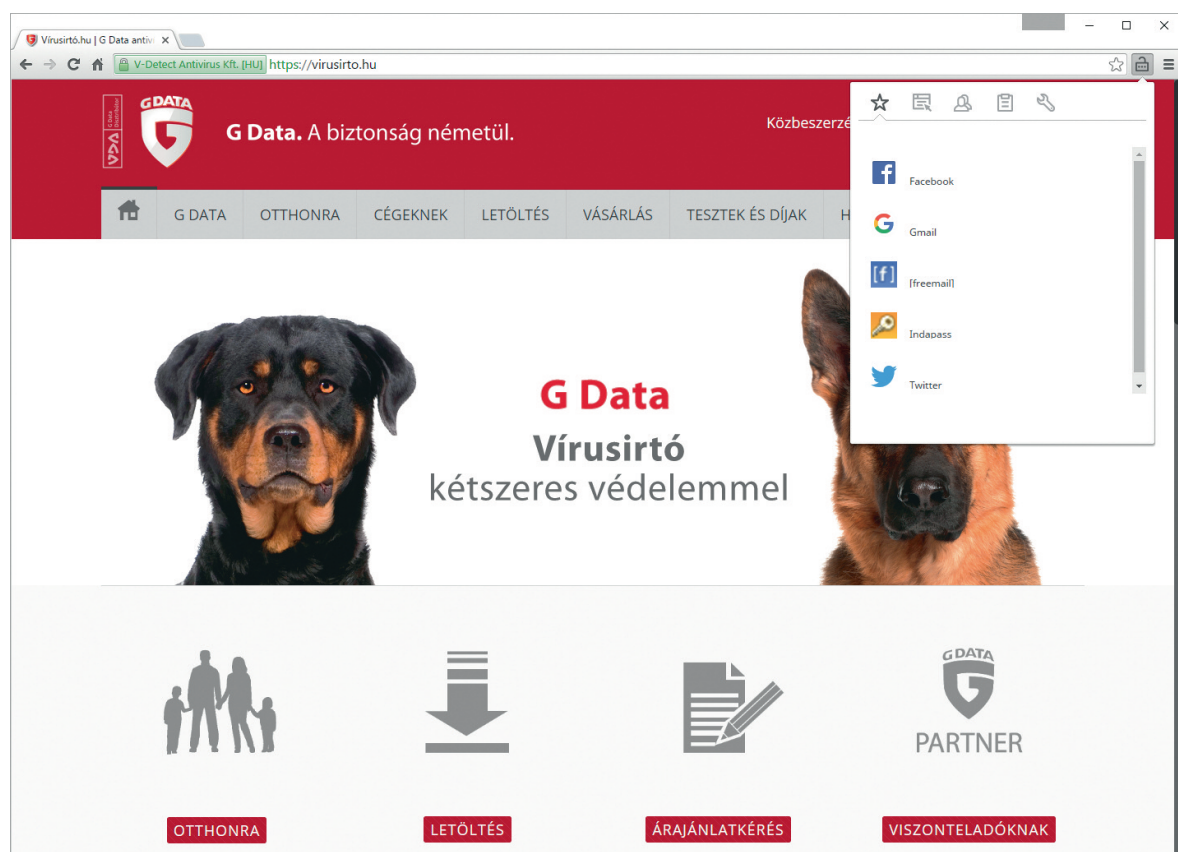 Vírusirtó.hu | G Data antiv
V-Detect Antivirus Kft. [HU] https://virusirto.hu
VDA G Data
GDATA
G Data. A biztonság németül.
Közbeszerzé
G DATA OTTHONRA CÉGEKNEK LETÖLTÉS VÁSÁRLÁS TESZTEK ÉS DÍJAK H
Facebook
Gmail
[f] [freemail]
Indapass
Twitter
G Data
Vírusirtó
kétszeres védelemmel
GDATA
PARTNER
OTTHONRA LETÖLTÉS ÁRAJÁNLATKÉRÉS VISZONTELADÓKNAK